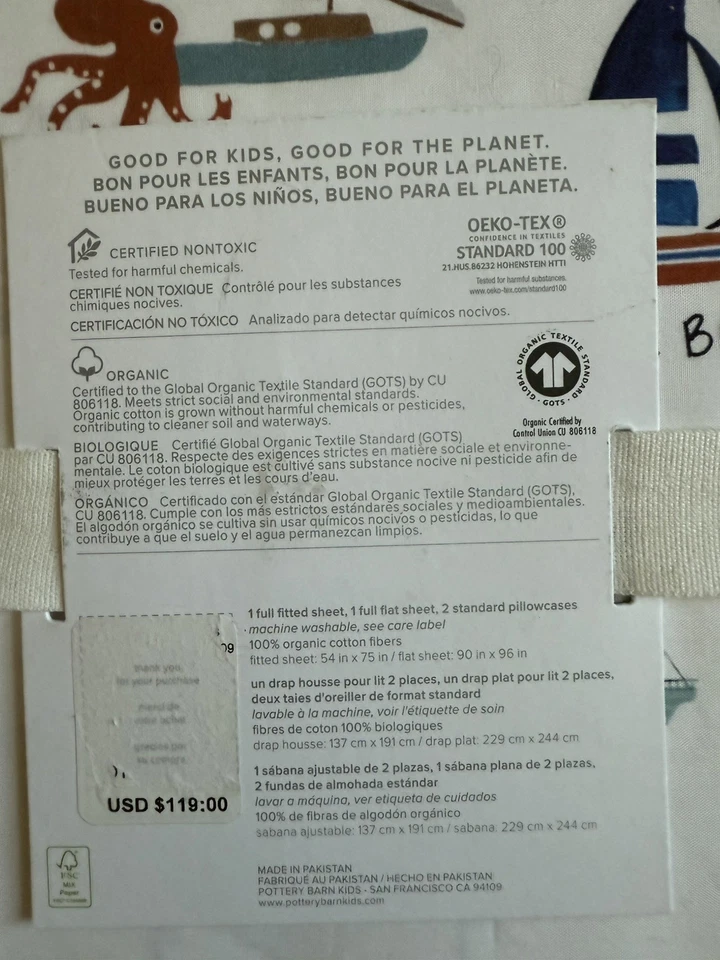 GOOD FOR KIDS, GOOD FOR THE PLANET.
BON POUR LES ENFANTS, BON POUR LA PLANÈTE.
BUENO PARA LOS NIÑOS, BUENO PARA EL PLANETA.
CERTIFIED NONTOXIC
Tested for harmful chemicals.
CERTIFIÉ NON TOXIQUE Contrôlé pour les substances
chimiques nocives.
CERTIFICACIÓN NO TÓXICO Analizado para detectar químicos nocivos.
OEKO-TEX®
CONFIDENCE IN TEXTILES
STANDARD 100
21.HUS.86232 HOHENSTEIN HTTI
Tested for harmful substances.
www.oeko-tex.com/standard100
B
ORGANIC
Certified to the Global Organic Textile Standard (GOTS) by CU
806118. Meets strict social and environmental standards.
Organic cotton is grown without harmful chemicals or pesticides,
contributing to cleaner soil and waterways.
GLOBAL ORGANIC TEXTILE STANDARD
· GOTS ·
Organic Certified by
Control Union CU 806118
BIOLOGIQUE Certifié Global Organic Textile Standard (GOTS)
par CU 806118. Respecte des exigences strictes en matière sociale et environne-
mentale. Le coton biologique est cultivé sans substance nocive ni pesticide afin de
mieux protéger les terres et les cours d'eau.
ORGÁNICO Certificado con el estándar Global Organic Textile Standard (GOTS),
CU 806118. Cumple con los más estrictos estándares sociales y medioambientales.
El algodón orgánico se cultiva sin usar químicos nocivos o pesticidas, lo que
contribuye a que el suelo y el agua permanezcan limpios.
1 full fitted sheet, 1 full flat sheet, 2 standard pillowcases
machine washable, see care label
100% organic cotton fibers
fitted sheet: 54 in x 75 in / flat sheet: 90 in x 96 in
un drap housse pour lit 2 places, un drap plat pour lit 2 places,
deux taies d'oreiller de format standard
lavable à la machine, voir l'étiquette de soin
fibres de coton 100% biologiques
drap housse: 137 cm x 191 cm / drap plat: 229 cm x 244 cm
1 sábana ajustable de 2 plazas, 1 sábana plana de 2 plazas,
2 fundas de almohada estándar
lavar a máquina, ver etiqueta de cuidados
100% de fibras de algodón orgánico
sábana ajustable: 137 cm x 191 cm / sábana: 229 cm x 244 cm
09
thank you
for your purchase
merci de
votre achat
gracias por
su compra
USD $119:00
FSC
MIX
Paper
MADE IN PAKISTAN
FABRIQUÉ AU PAKISTAN / HECHO EN PAKISTÁN
POTTERY BARN KIDS - SAN FRANCISCO CA 94109
www.potterybarnkids.com